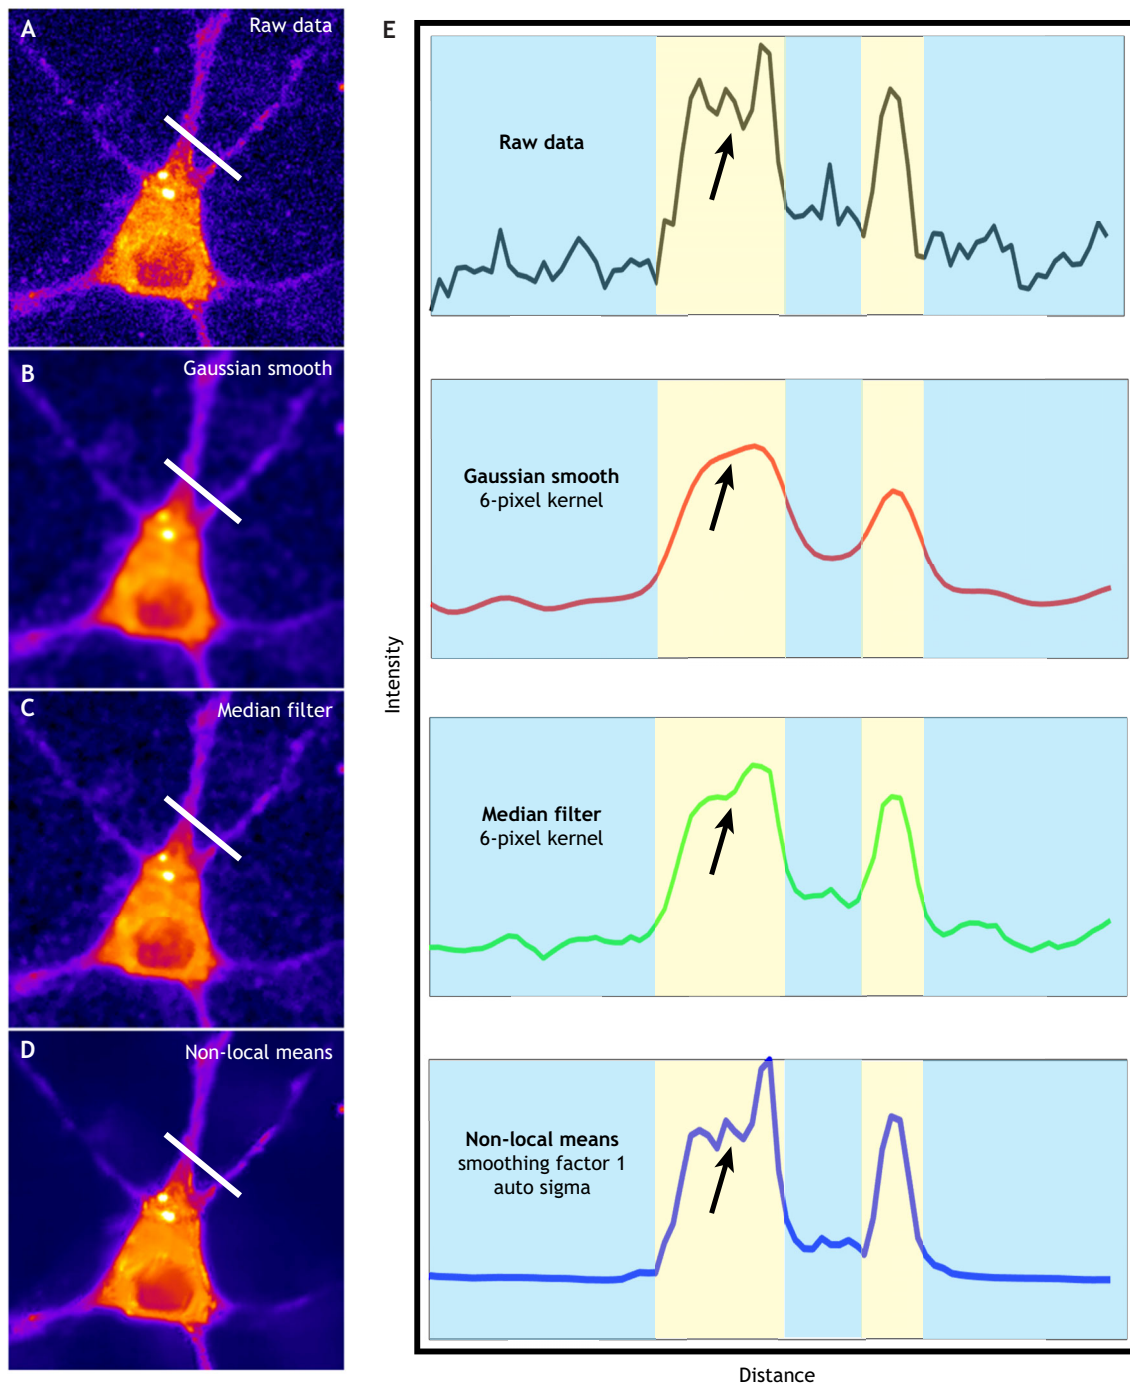 A
Raw data
B
Gaussian smooth
C
Median filter
D
Non-local means
E
Intensity
Raw data
Gaussian smooth
6-pixel kernel
Median filter
6-pixel kernel
Non-local means
smoothing factor 1
auto sigma
Distance